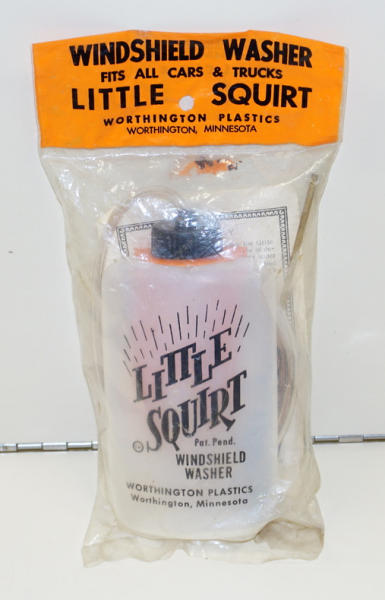 WINDSHIELD WASHER
FITS ALL CARS & TRUCKS
LITTLE SQUIRT
WORTHINGTON PLASTICS
WORTHINGTON, MINNESOTA
LITTLE
© SQUIRT
Pat. Pend.
WINDSHIELD
WASHER
WORTHINGTON PLASTICS
Worthington, Minnesota